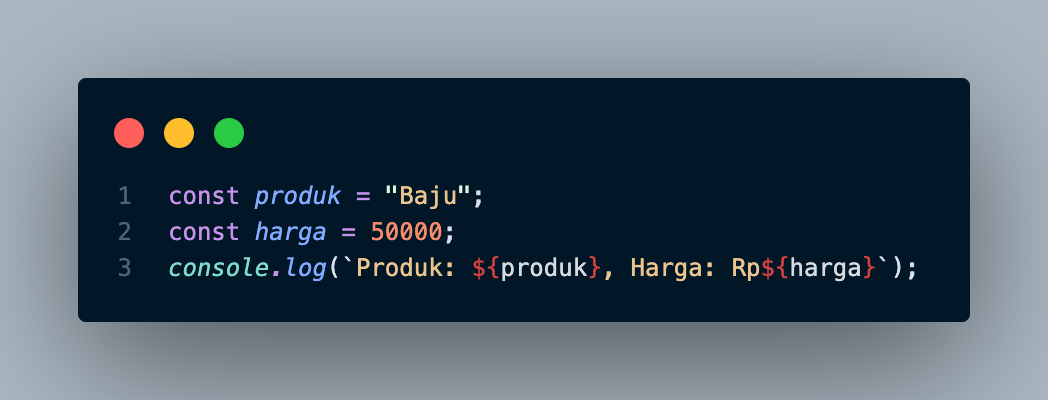 1 const produk = "Baju";
2 const harga = 50000;
3 console.log(`Produk: ${produk}, Harga: Rp${harga}`);